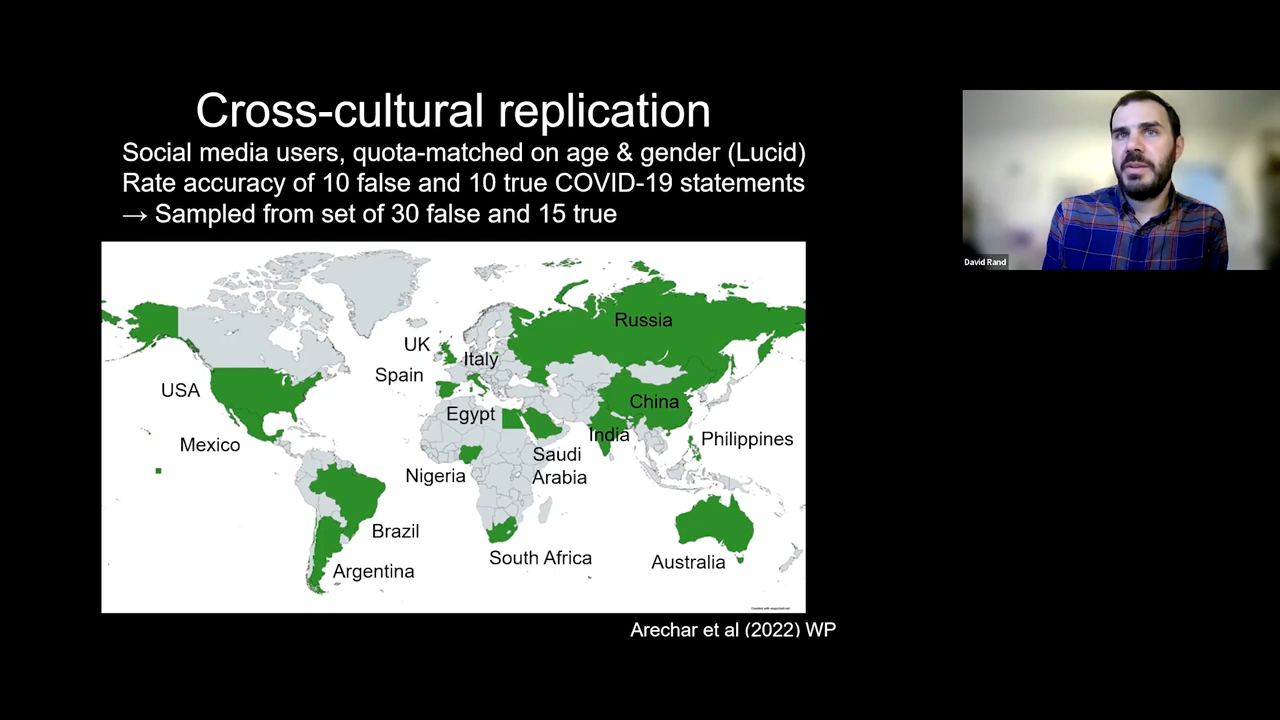 Cross-cultural replication
Social media users, quota-matched on age & gender (Lucid)
Rate accuracy of 10 false and 10 true COVID-19 statements
→ Sampled from set of 30 false and 15 true
David Rand
Russia
UK
Italy
Spain
USA
China
Egypt
India
Mexico
Philippines
Saudi
Arabia
Nigeria
Brazil
South Africa
Australia
Argentina
Arechar et al (2022) WP